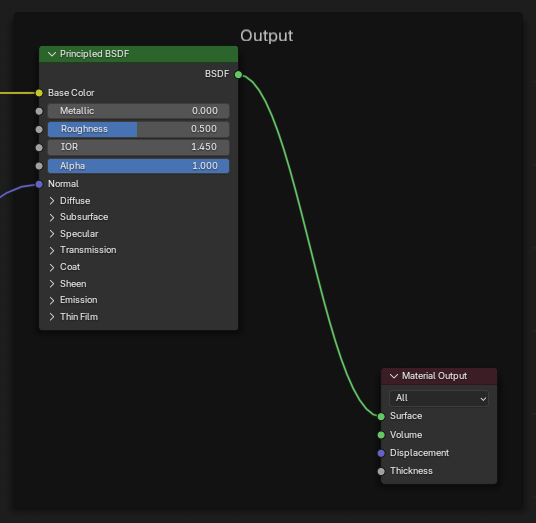 Output
Principled BSDF
BSDF
Base Color
Metallic 0.000
Roughness 0.500
IOR 1.450
Alpha 1.000
Normal
Diffuse
Subsurface
Specular
Transmission
Coat
Sheen
Emission
Thin Film
Material Output
All
Surface
Volume
Displacement
Thickness